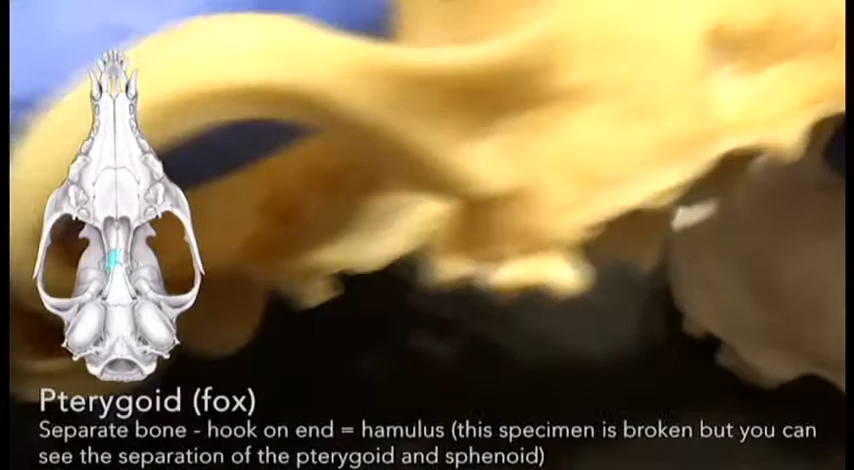 Pterygoid (fox)
Separate bone - hook on end = hamulus (this specimen is broken but you can
see the separation of the pterygoid and sphenoid)